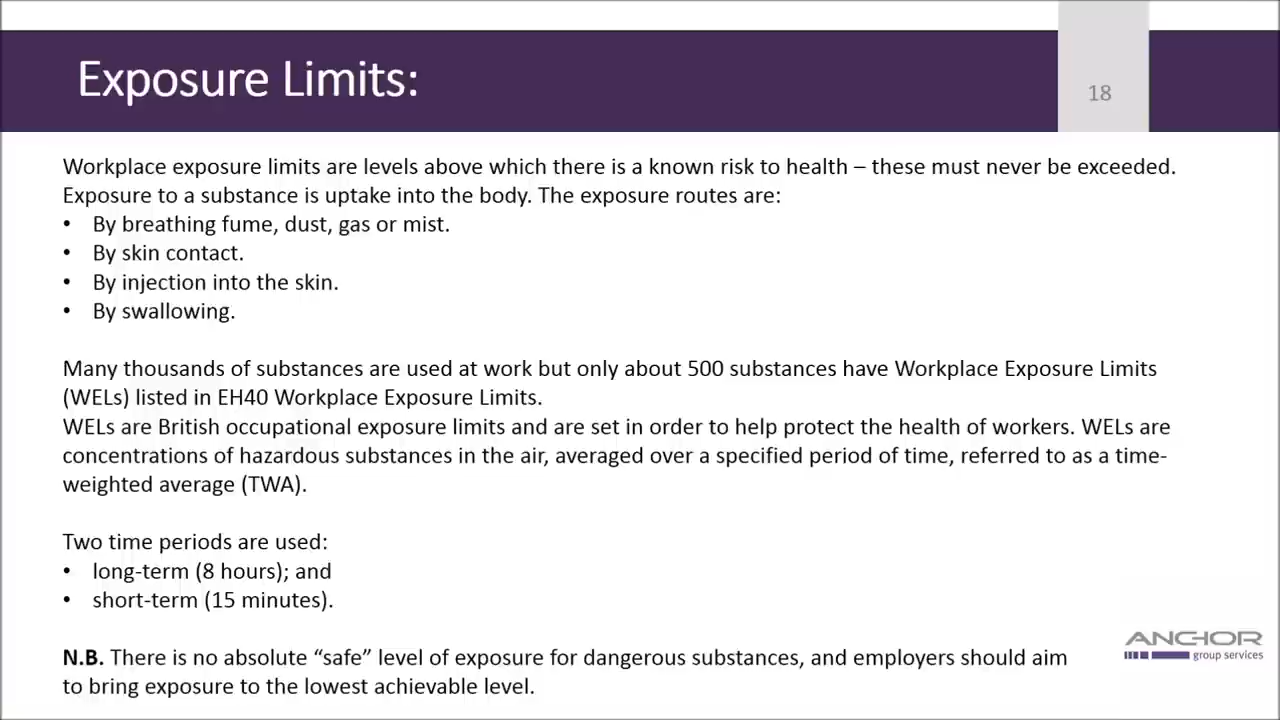 Exposure Limits:
18
Workplace exposure limits are levels above which there is a known risk to health – these must never be exceeded.
Exposure to a substance is uptake into the body. The exposure routes are:
• By breathing fume, dust, gas or mist.
• By skin contact.
• By injection into the skin.
• By swallowing.
Many thousands of substances are used at work but only about 500 substances have Workplace Exposure Limits
(WELs) listed in EH40 Workplace Exposure Limits.
WELs are British occupational exposure limits and are set in order to help protect the health of workers. WELs are
concentrations of hazardous substances in the air, averaged over a specified period of time, referred to as a time-
weighted average (TWA).
Two time periods are used:
• long-term (8 hours); and
• short-term (15 minutes).
N.B. There is no absolute “safe” level of exposure for dangerous substances, and employers should aim
to bring exposure to the lowest achievable level.
ANCHOR
group services